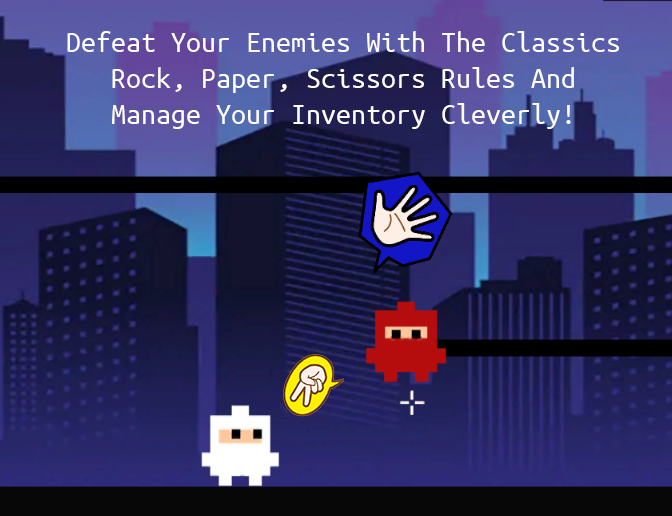 Defeat Your Enemies With The Classics
Rock, Paper, Scissors Rules And
Manage Your Inventory Cleverly!